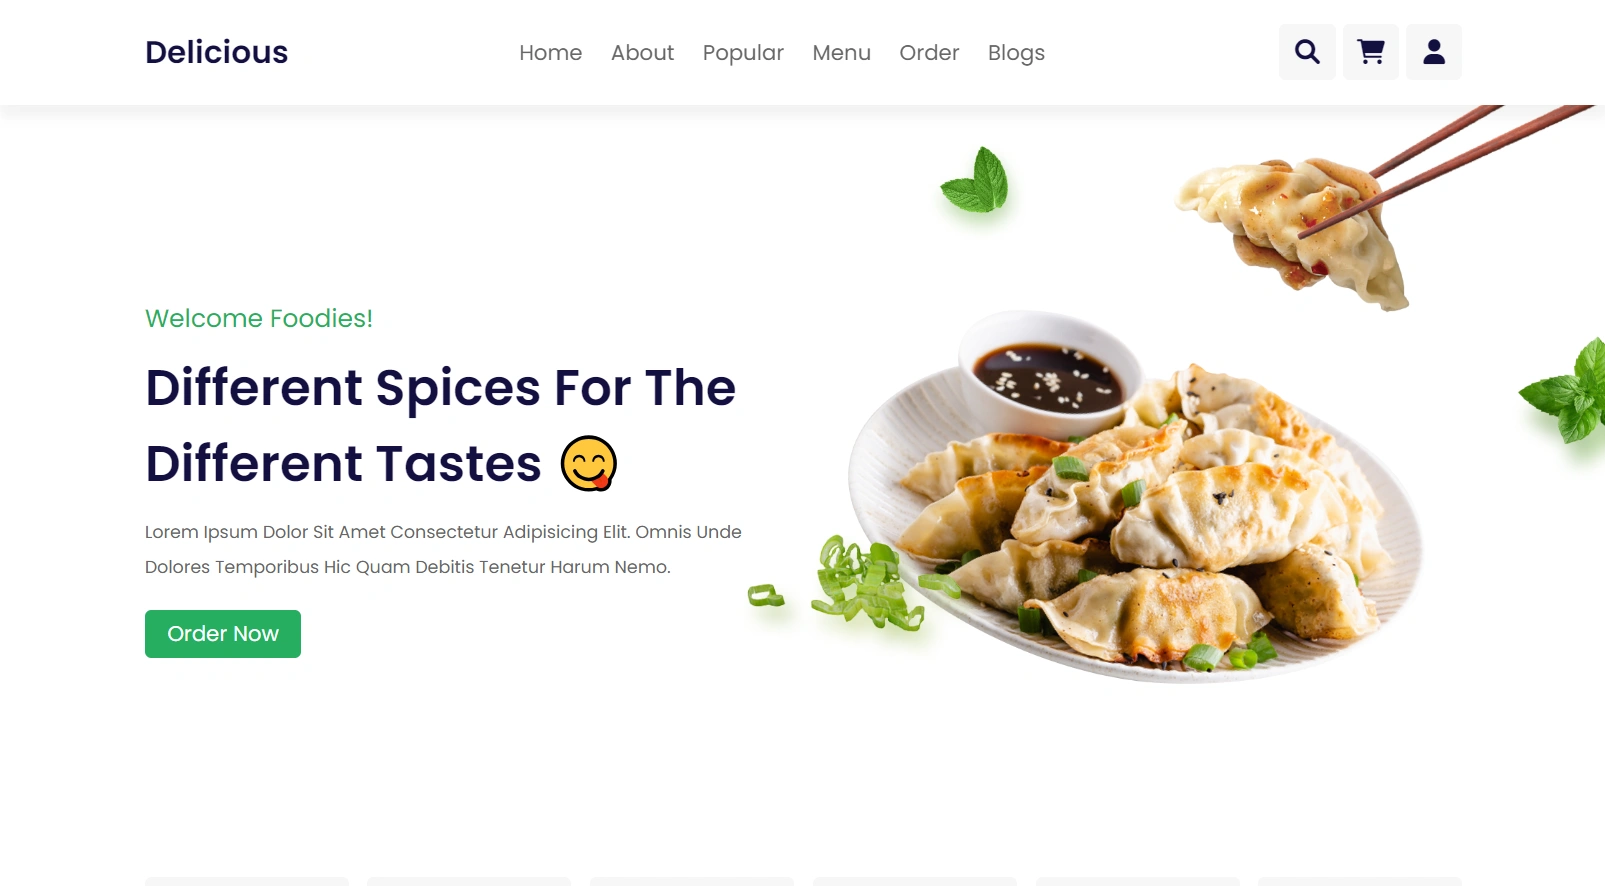 Delicious
Home About Popular Menu Order Blogs
Welcome Foodies!
Different Spices For The
Different Tastes 😋
Lorem Ipsum Dolor Sit Amet Consectetur Adipisicing Elit. Omnis Unde
Dolores Temporibus Hic Quam Debitis Tenetur Harum Nemo.
Order Now